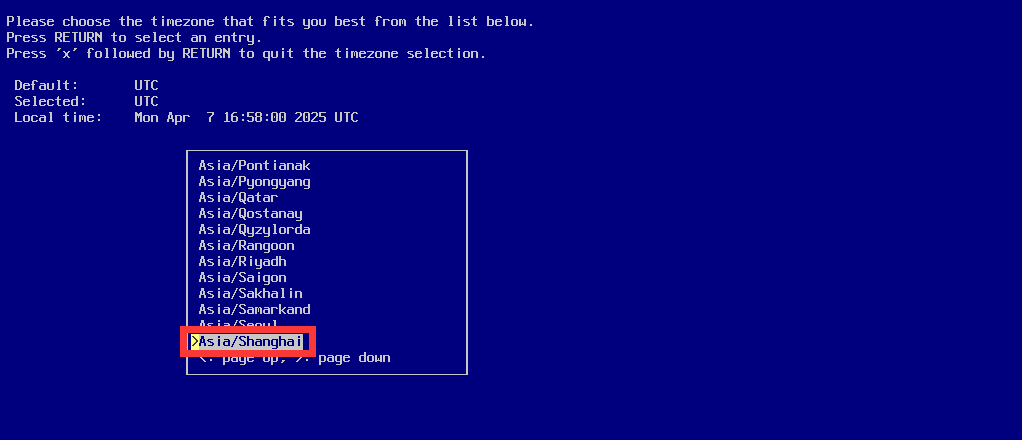 Please choose the timezone that fits you best from the list below.
Press RETURN to select an entry.
Press 'x' followed by RETURN to quit the timezone selection.
Default: UTC
Selected: UTC
Local time: Mon Apr 7 16:58:00 2025 UTC
Asia/Pontianak
Asia/Pyongyang
Asia/Qatar
Asia/Qostanay
Asia/Qyzylorda
Asia/Rangoon
Asia/Riyadh
Asia/Saigon
Asia/Sakhalin
Asia/Samarkand
Asia/Seoul
>Asia/Shanghai
<: page up, >: page down